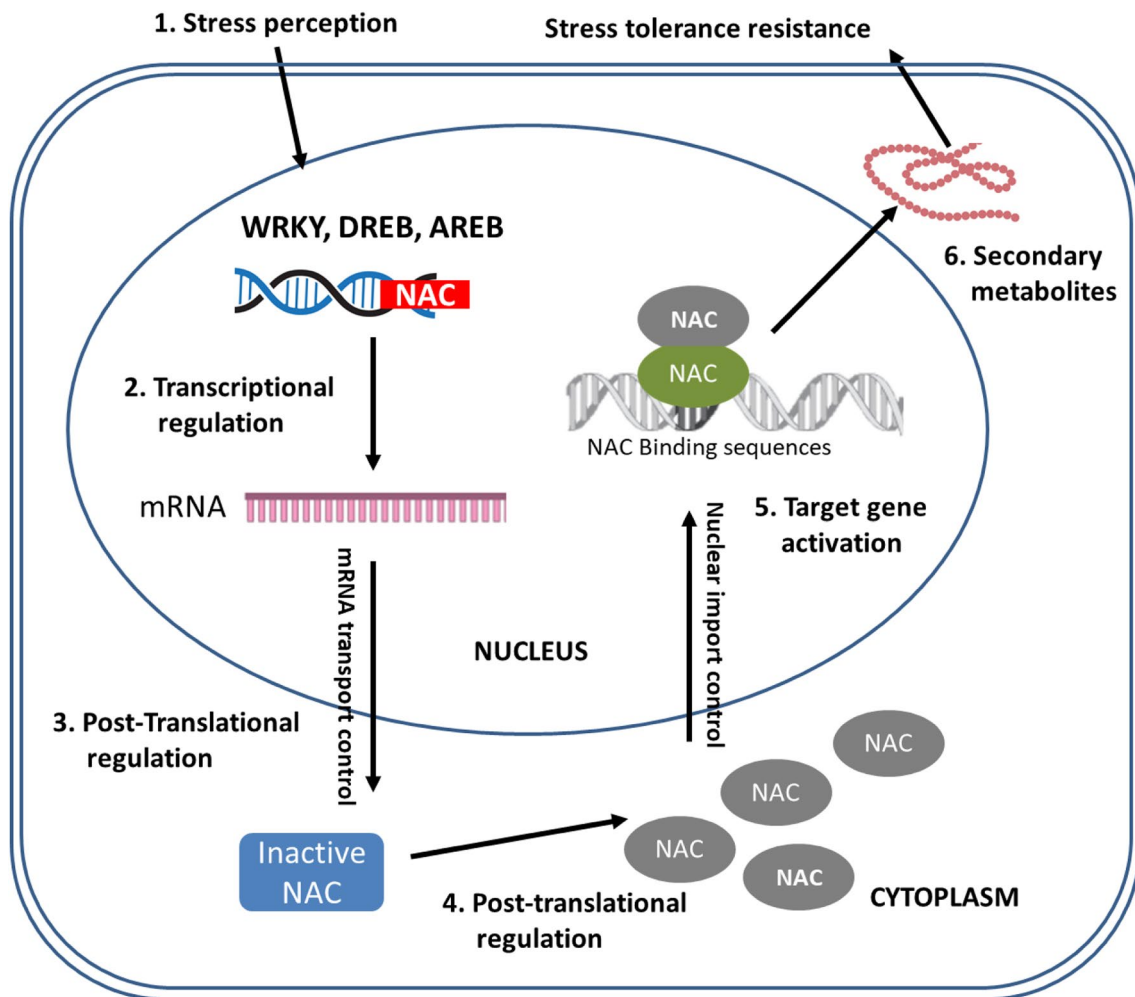 1. Stress perception
Stress tolerance resistance
WRKY, DREB, AREB
NAC
2. Transcriptional
regulation
mRNA
mRNA transport control
3. Post-Translational
regulation
Inactive
NAC
4. Post-translational
regulation
NAC
NAC
NAC
NAC
CYTOPLASM
NUCLEUS
Nuclear import control
NAC
NAC
NAC Binding sequences
5. Target gene
activation
6. Secondary
metabolites